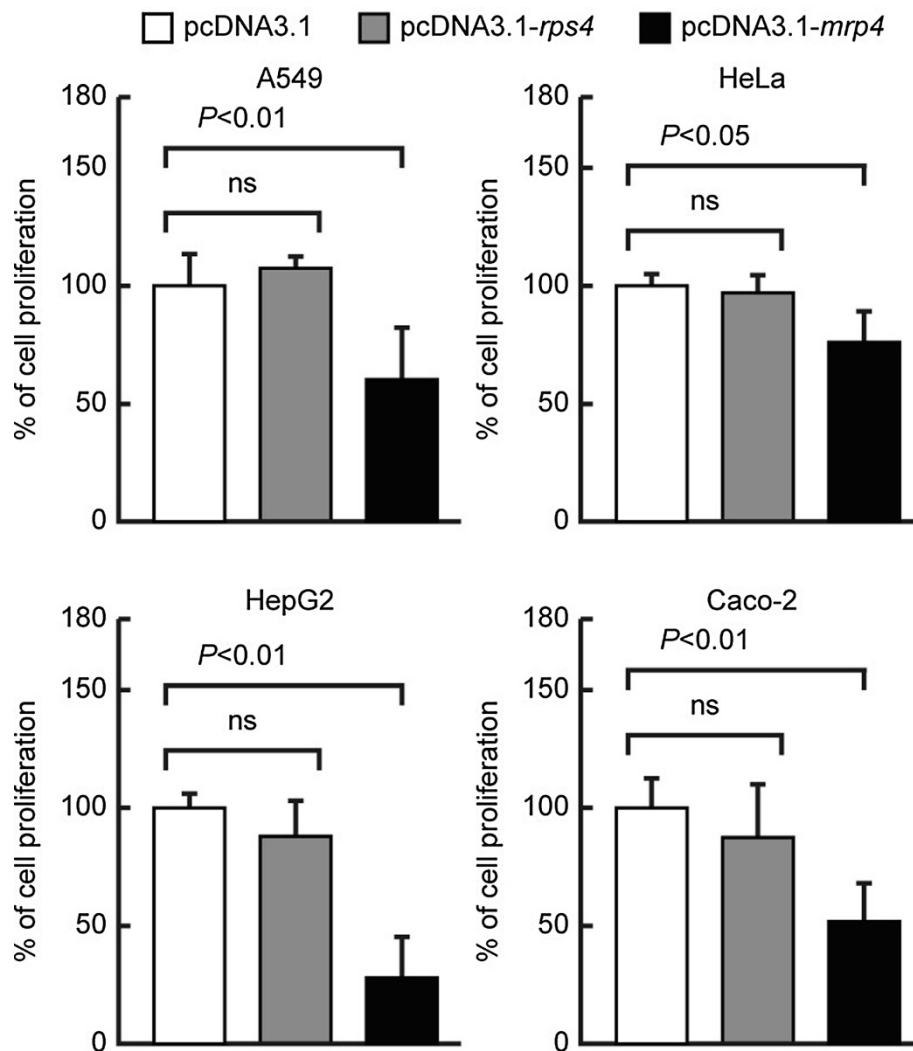 pcDNA3.1 pcDNA3.1-rps4 pcDNA3.1-mrp4
A549
% of cell proliferation
180
150
100
50
0
P<0.01
ns
HeLa
% of cell proliferation
180
150
100
50
0
P<0.05
ns
HepG2
% of cell proliferation
180
150
100
50
0
P<0.01
ns
Caco-2
% of cell proliferation
180
150
100
50
0
P<0.01
ns